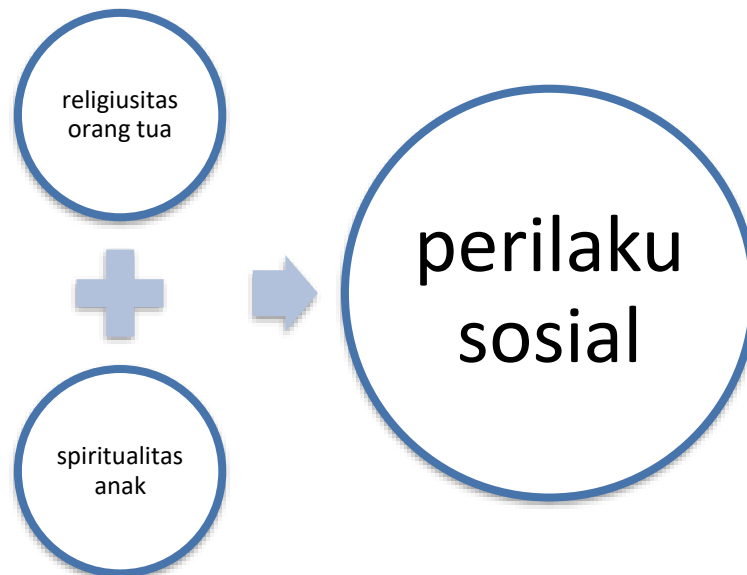 religiusitas
orang tua
spiritualitas
anak
perilaku
sosial